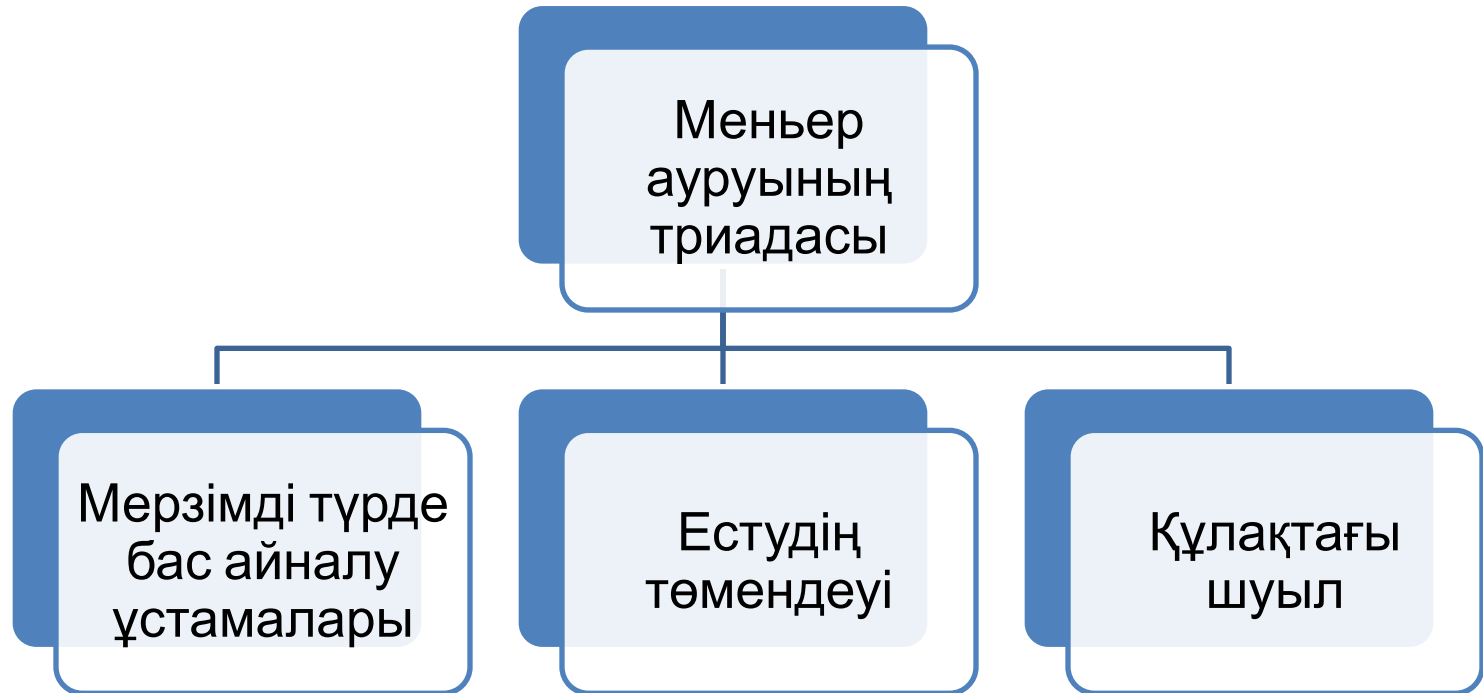 Меньер
ауруының
триадасы
Мерзімді түрде
бас айналу
ұстамалары
Естудің
төмендеуі
Құлақтағы
шуыл